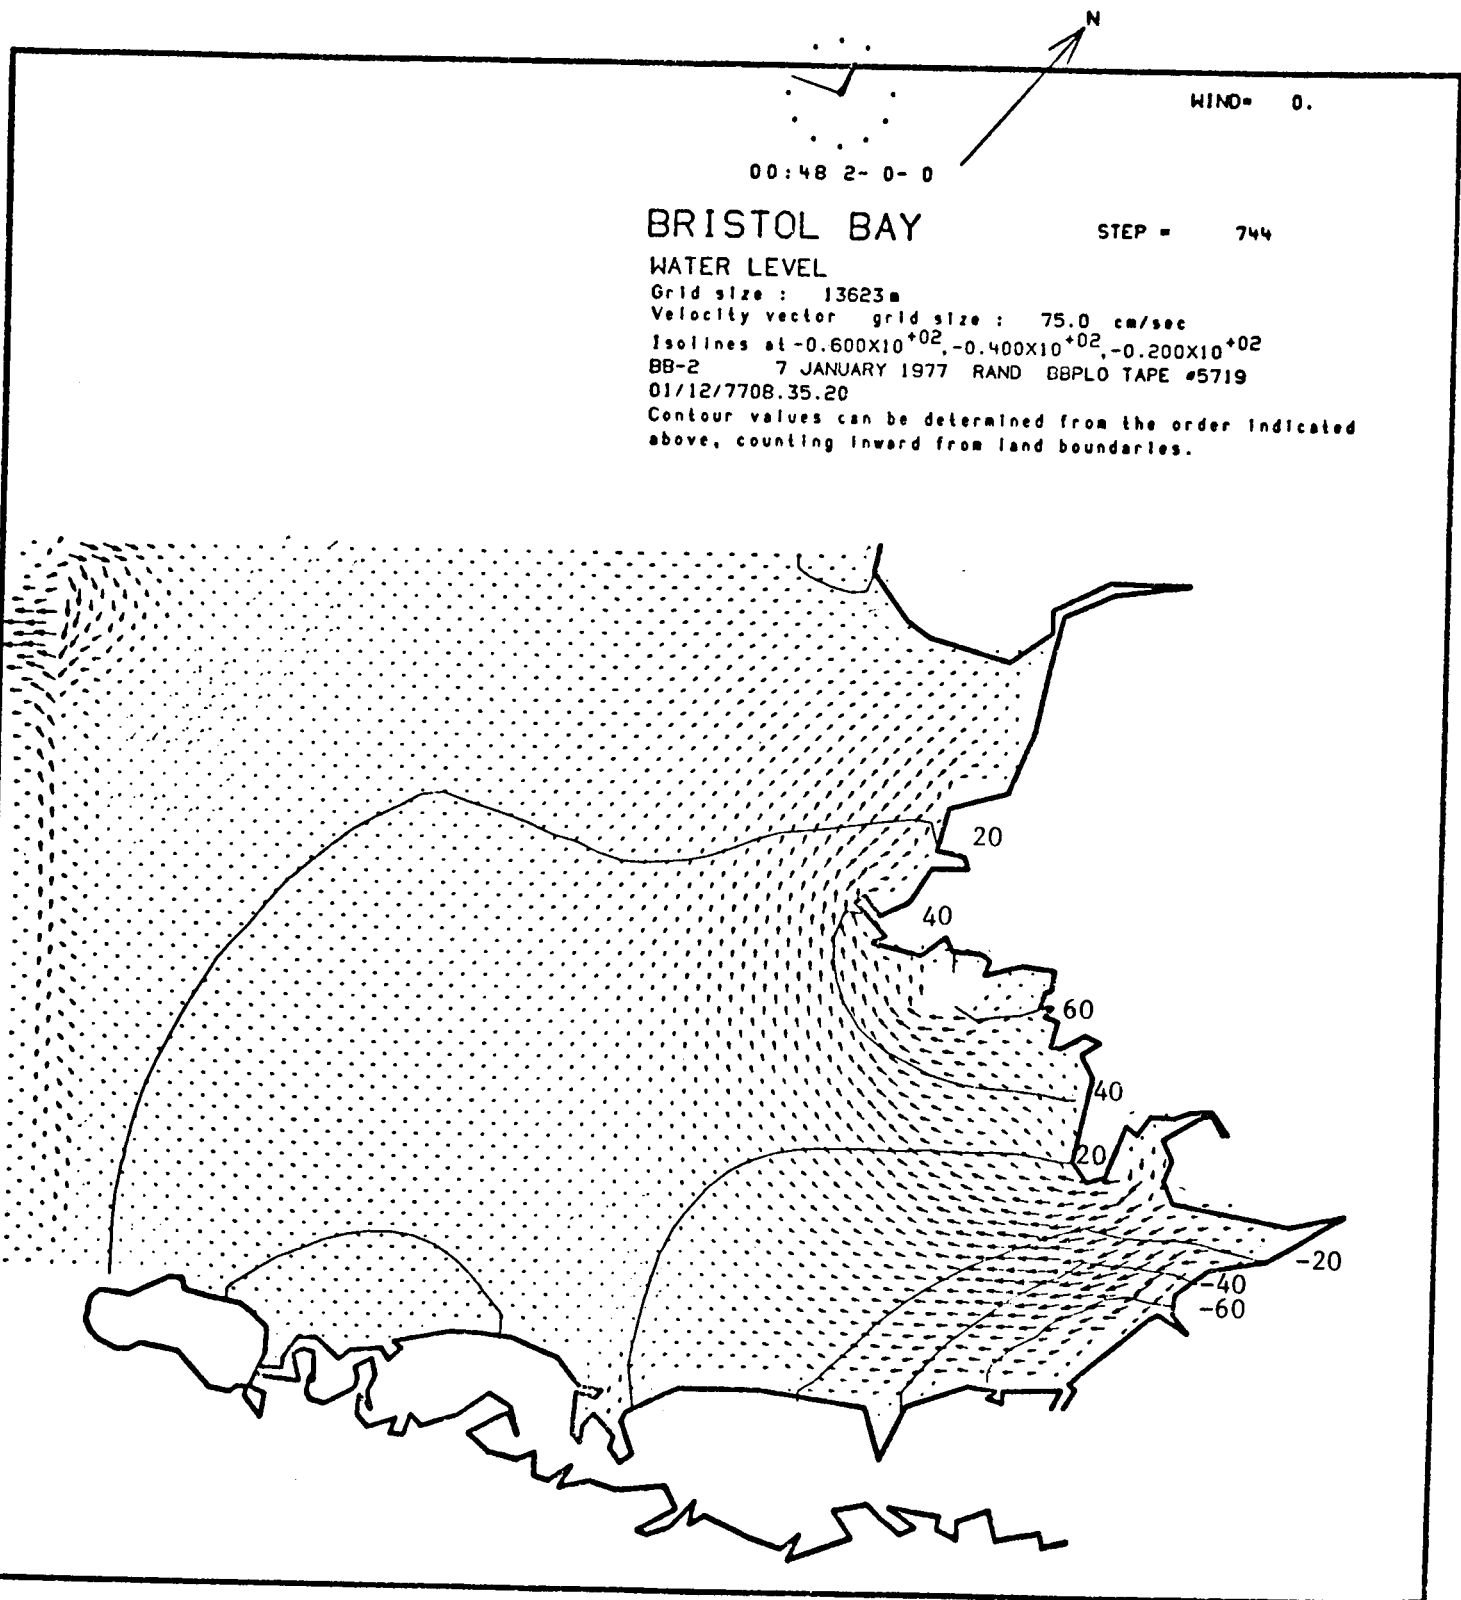 N
WIND= 0.
00:48 2- 0- 0
BRISTOL BAY
STEP = 744
WATER LEVEL
Grid size : 13623m
Velocity vector grid size : 75.0 cm/sec
Isolines at -0.600X10+02,-0.400X10+02,-0.200X10+02
BB-2 7 JANUARY 1977 RAND BBPLO TAPE #5719
01/12/7708.35.20
Contour values can be determined from the order indicated
above, counting inward from land boundaries.
20
40
60
40
20
-20
-40
-60